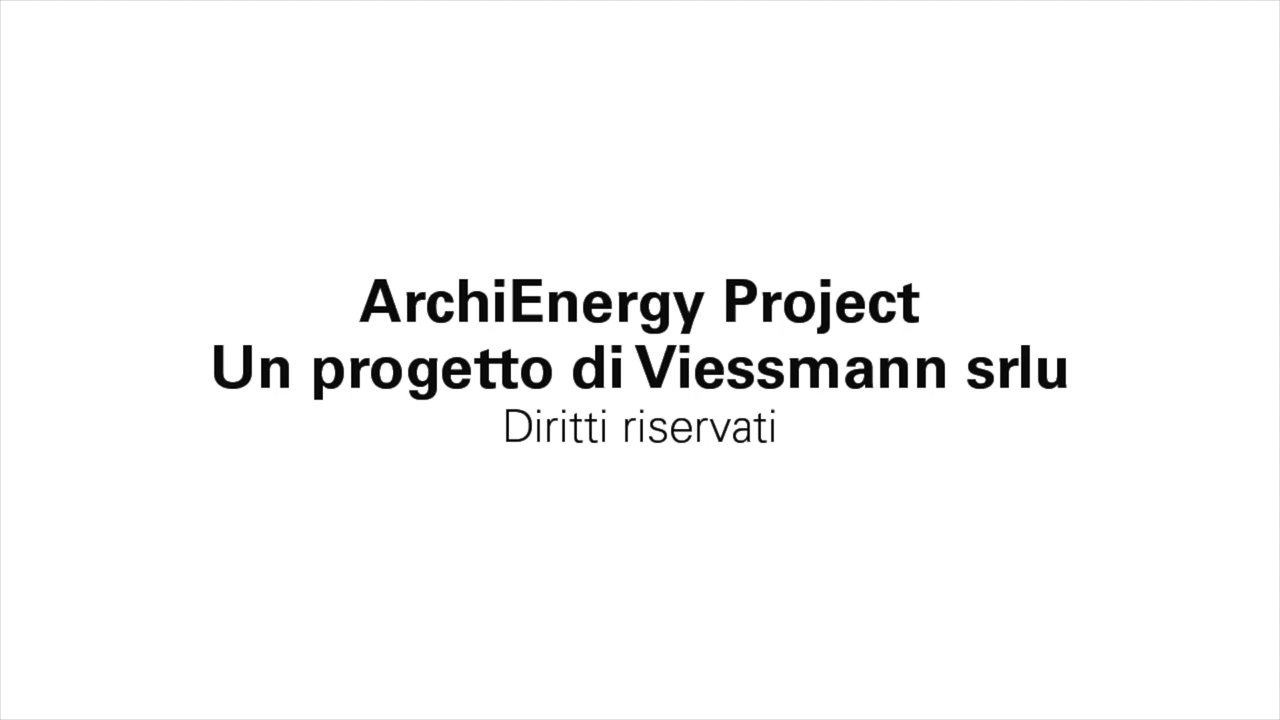 ArchiEnergy Project
Un progetto di Viessmann srlu
Diritti riservati